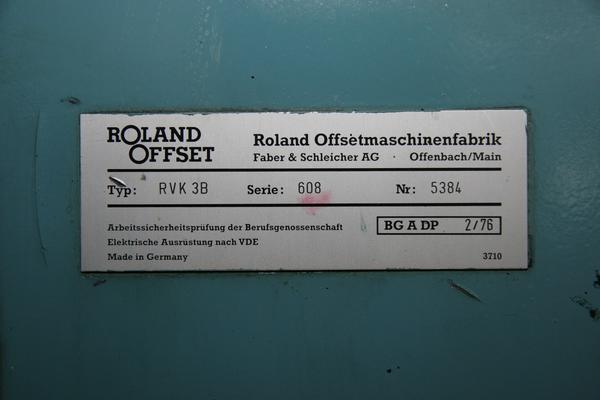 ROLAND OFFSET
Roland Offsetmaschinenfabrik
Faber & Schleicher AG · Offenbach/Main
Typ: RVK 3B Serie: 608 Nr: 5384
Arbeitssicherheitsprüfung der Berufsgenossenschaft BG A DP 2/76
Elektrische Ausrüstung nach VDE
Made in Germany 3710